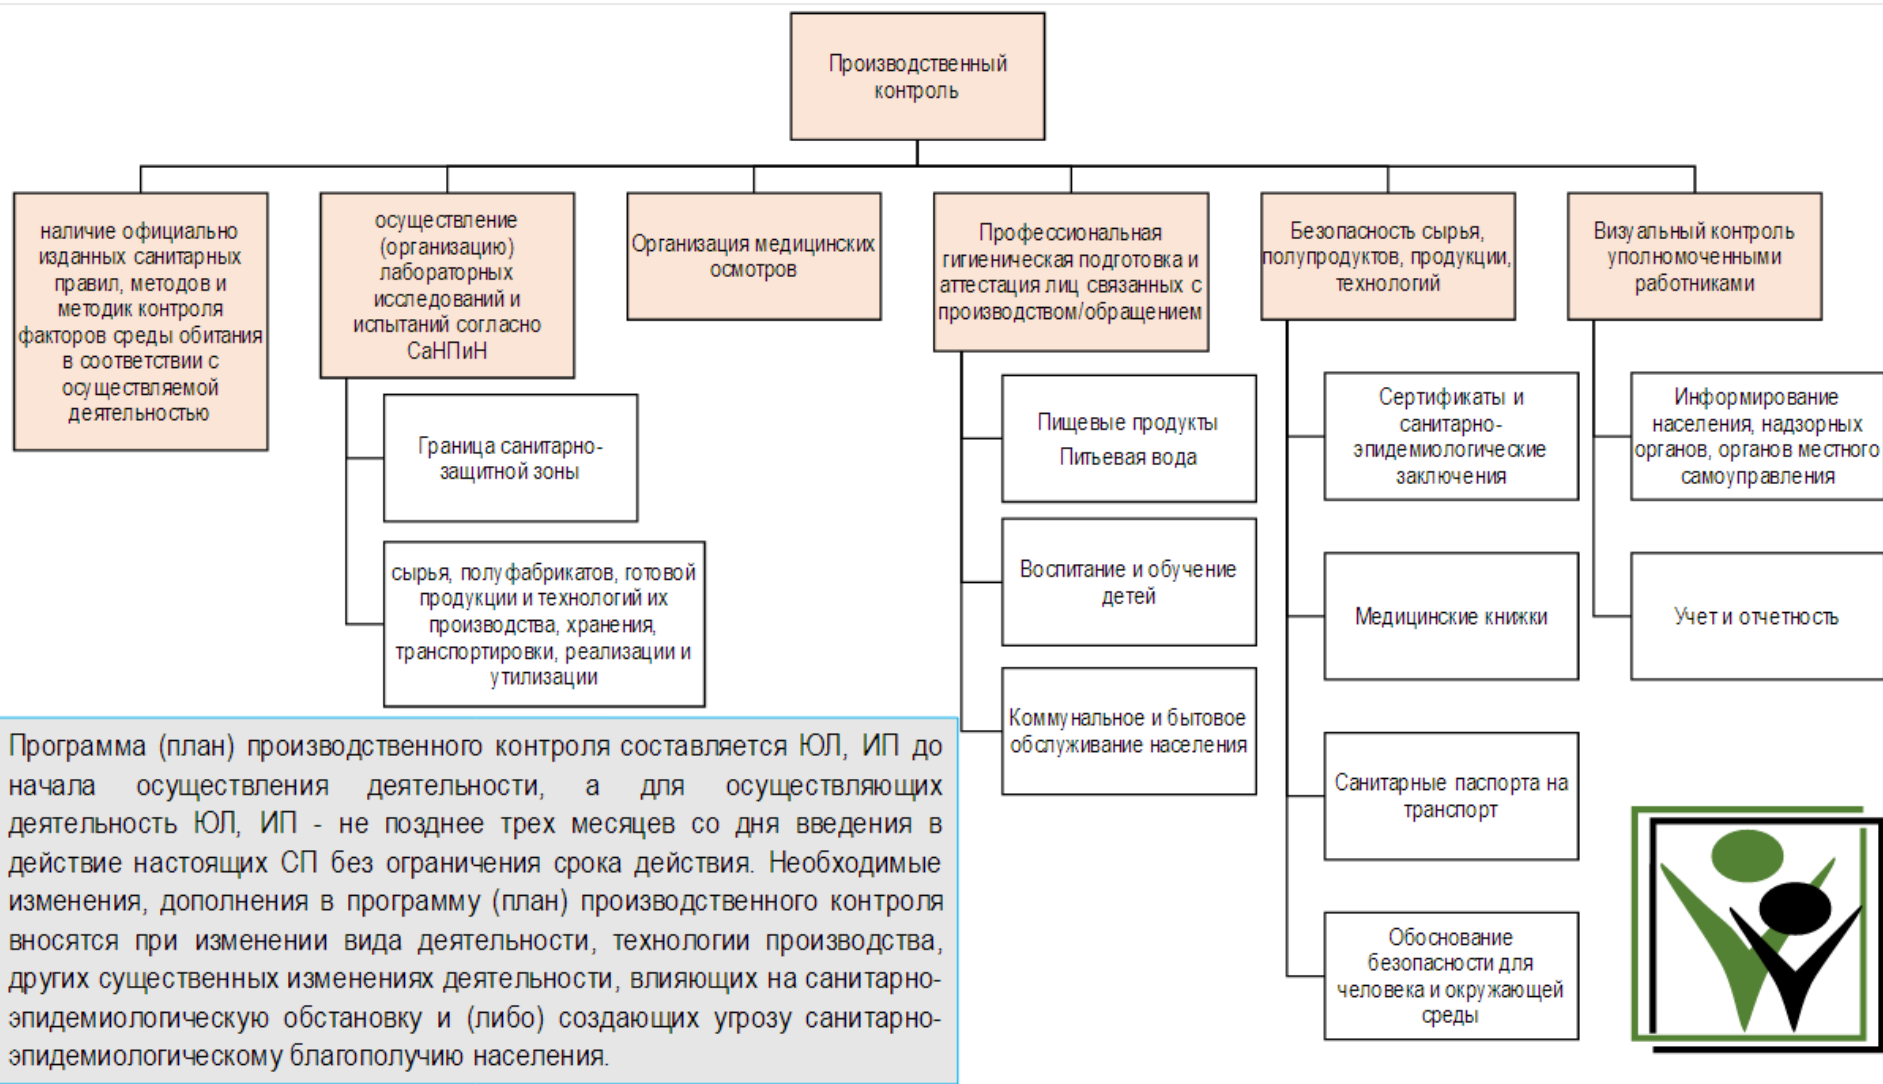 Производственный
контроль
наличие официально
изданных санитарных
правил, методов и
методик контроля
факторов среды обитания
в соответствии с
осуществляемой
деятельностью
осуществление
(организацию)
лабораторных
исследований и
испытаний согласно
СаНПиН
Организация медицинских
осмотров
Профессиональная
гигиеническая подготовка и
аттестация лиц связанных с
производством/обращением
Безопасность сырья,
полупродуктов, продукции,
технологий
Визуальный контроль
уполномоченными
работниками
Граница санитарно-
защитной зоны
сырья, полуфабрикатов, готовой
продукции и технологий их
производства, хранения,
транспортировки, реализации и
утилизации
Пищевые продукты
Питьевая вода
Воспитание и обучение
детей
Коммунальное и бытовое
обслуживание населения
Сертификаты и
санитарно-
эпидемиологические
заключения
Медицинские книжки
Санитарные паспорта на
транспорт
Обоснование
безопасности для
человека и окружающей
среды
Информирование
населения, надзорных
органов, органов местного
самоуправления
Учет и отчетность
Программа (план) производственного контроля составляется ЮЛ, ИП до
начала осуществления деятельности, а для осуществляющих
деятельность ЮЛ, ИП - не позднее трех месяцев со дня введения в
действие настоящих СП без ограничения срока действия. Необходимые
изменения, дополнения в программу (план) производственного контроля
вносятся при изменении вида деятельности, технологии производства,
других существенных изменениях деятельности, влияющих на санитарно-
эпидемиологическую обстановку и (либо) создающих угрозу санитарно-
эпидемиологическому благополучию населения.